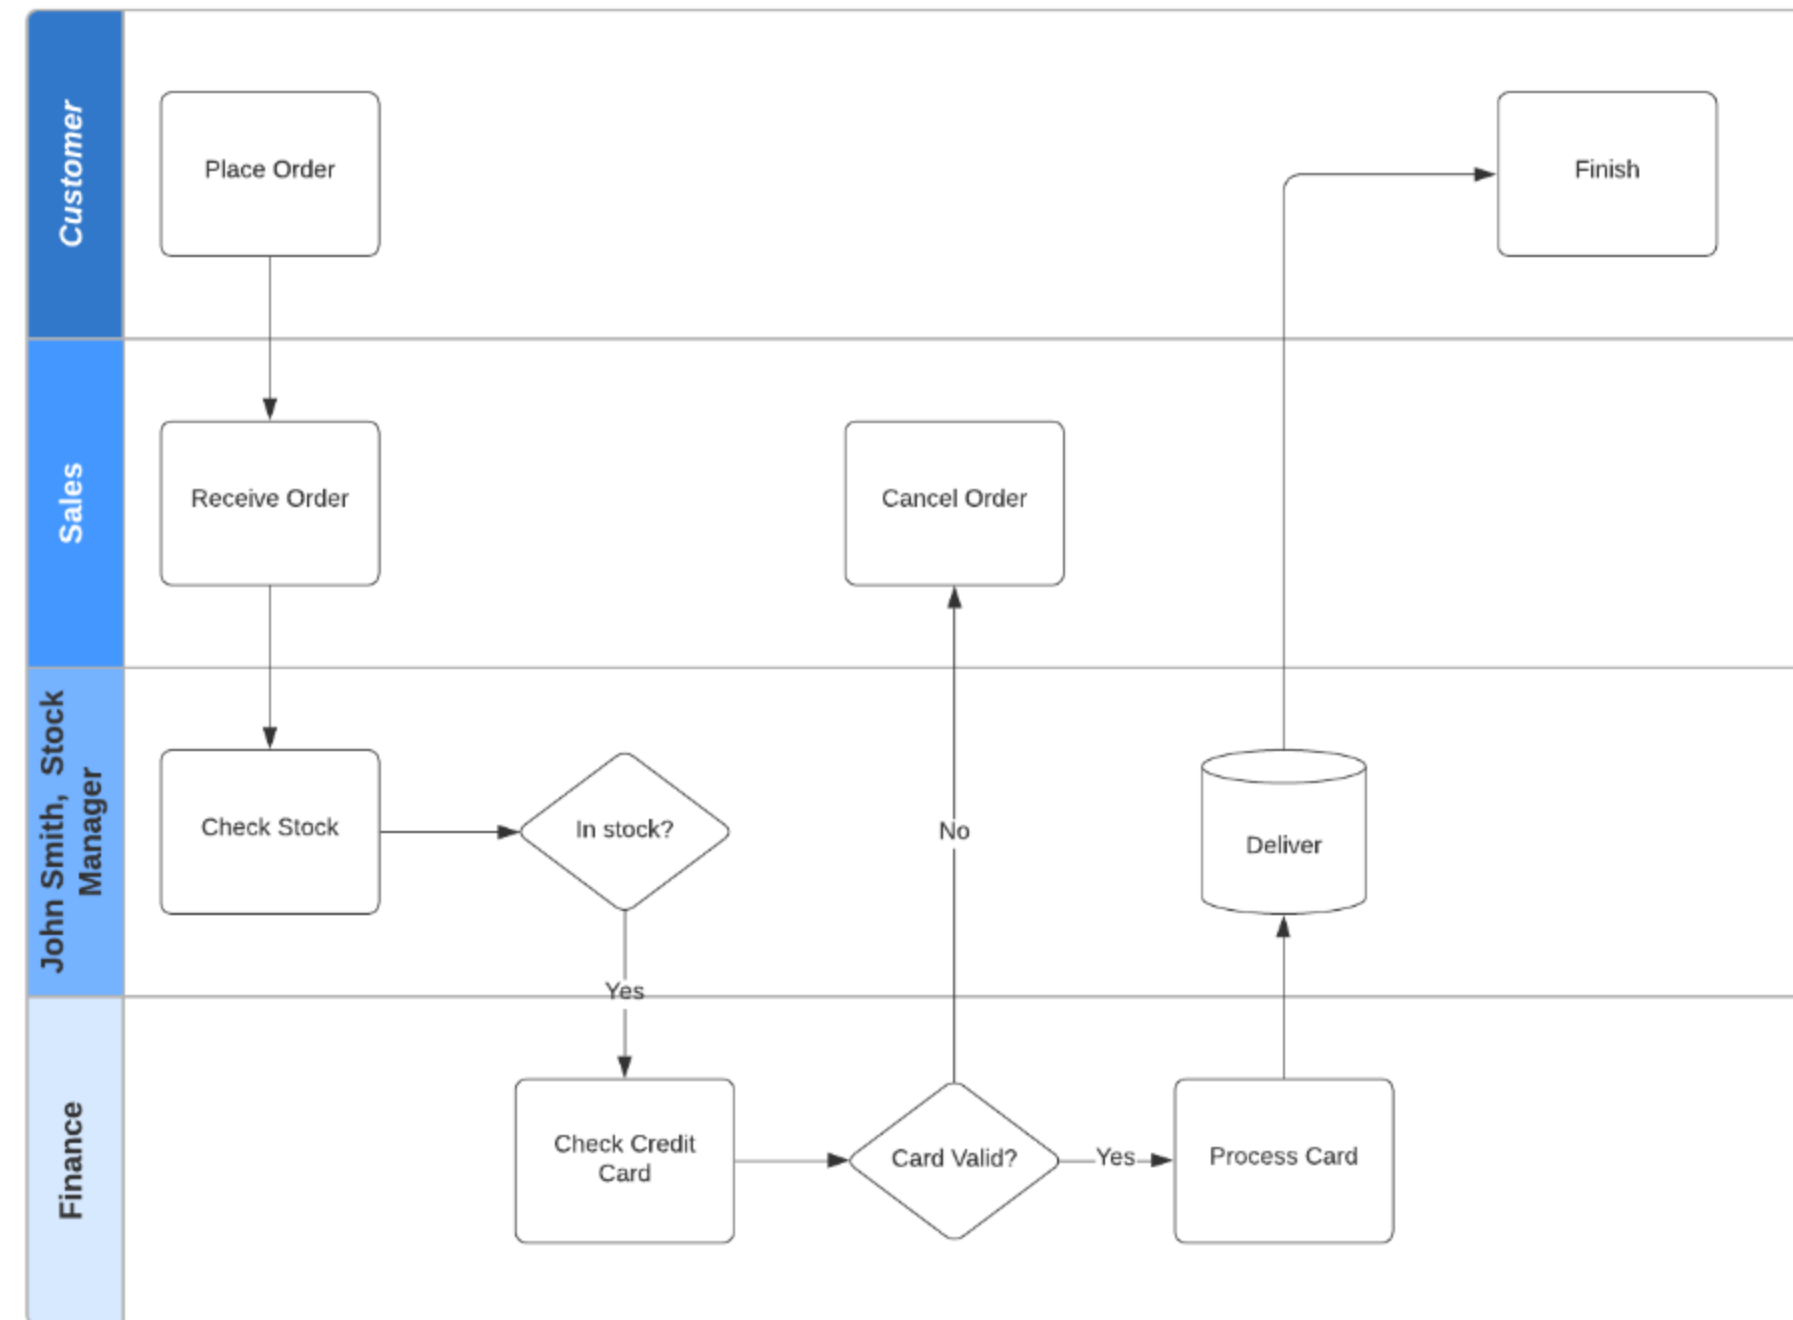 Customer
Place Order
Finish
Sales
Receive Order
Cancel Order
John Smith, Stock
Manager
Check Stock
In stock?
No
Deliver
Yes
Finance
Check Credit
Card
Card Valid?
Yes
Process Card